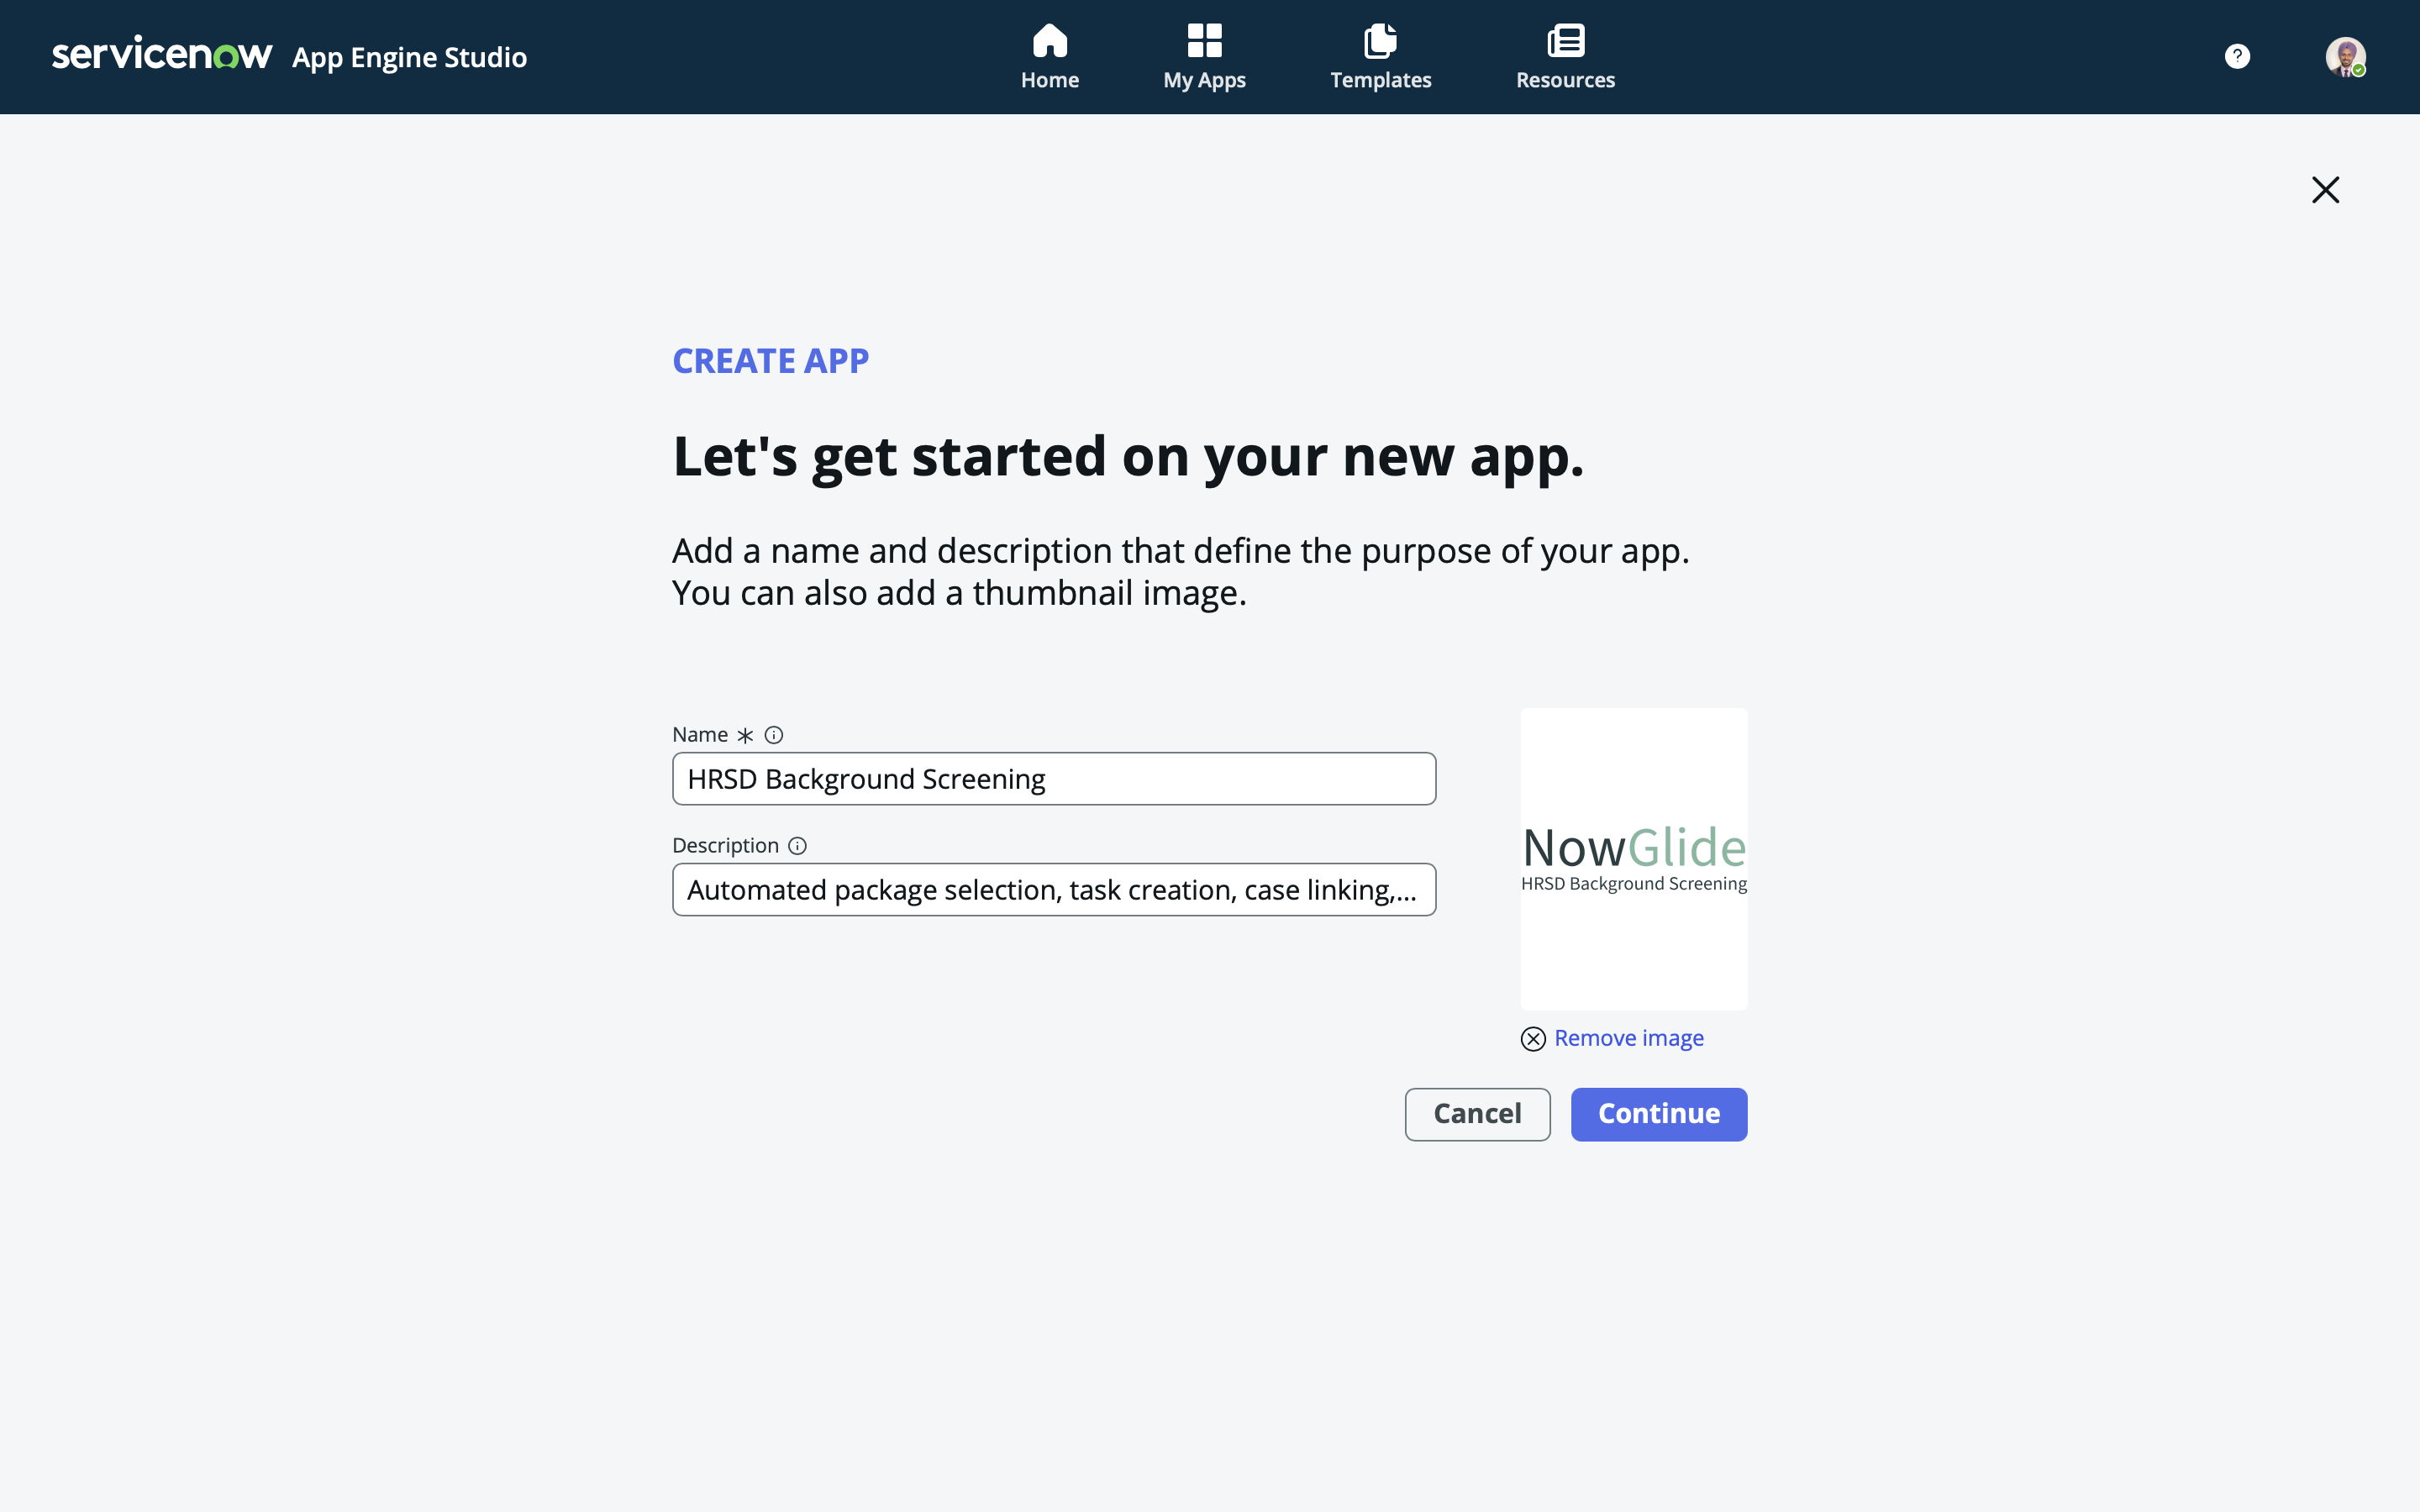 servicenow App Engine Studio
Home
My Apps
Templates
Resources
?
CREATE APP
Let's get started on your new app.
Add a name and description that define the purpose of your app.
You can also add a thumbnail image.
Name *
HRSD Background Screening
Description
Automated package selection, task creation, case linking,...
NowGlide
HRSD Background Screening
Remove image
Cancel
Continue